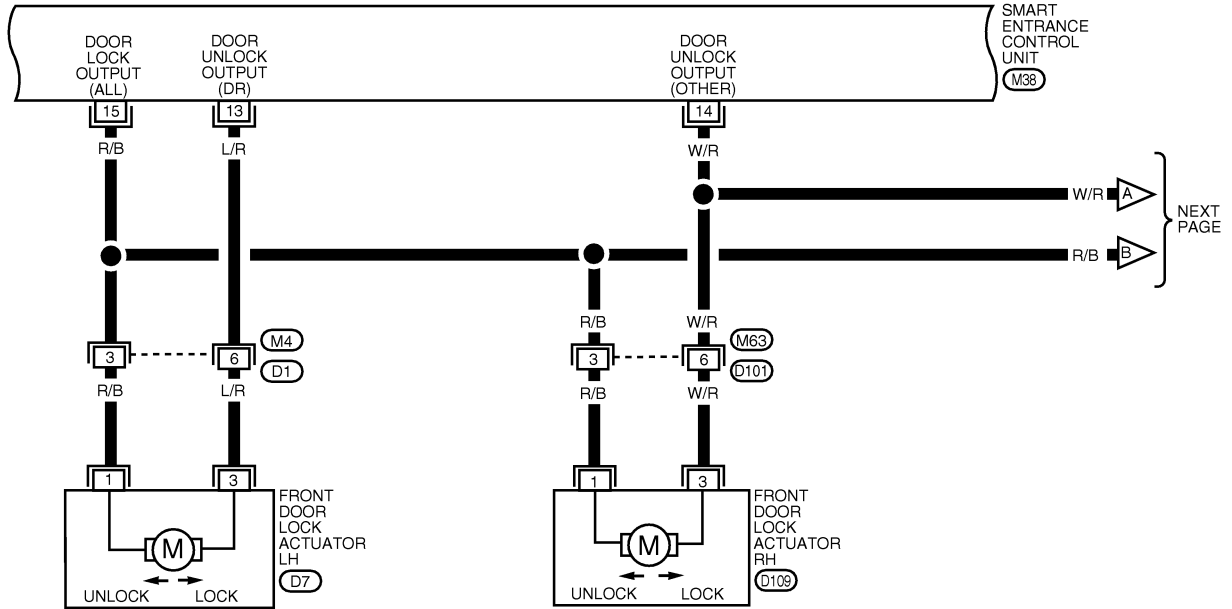 SMART
ENTRANCE
CONTROL
UNIT
M38
DOOR
LOCK
OUTPUT
(ALL)
DOOR
UNLOCK
OUTPUT
(DR)
DOOR
UNLOCK
OUTPUT
(OTHER)
15
13
14
R/B
L/R
W/R
W/R
A
NEXT
PAGE
R/B
B
R/B
W/R
3
6
M4
D1
3
6
M63
D101
R/B
L/R
R/B
W/R
1
3
1
3
FRONT
DOOR
LOCK
ACTUATOR
LH
D7
M
UNLOCK
LOCK
FRONT
DOOR
LOCK
ACTUATOR
RH
D109
M
UNLOCK
LOCK